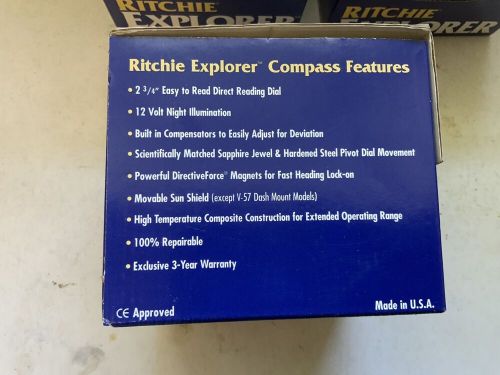 RITCHIE
EXPLORER
RITCHIE
EXPLORER
Ritchie Explorer™ Compass Features
• 2 3/4" Easy to Read Direct Reading Dial
• 12 Volt Night Illumination
• Built in Compensators to Easily Adjust for Deviation
• Scientifically Matched Sapphire Jewel & Hardened Steel Pivot Dial Movement
• Powerful DirectiveForce® Magnets for Fast Heading Lock-on
• Movable Sun Shield (except V-57 Dash Mount Models)
• High Temperature Composite Construction for Extended Operating Range
• 100% Repairable
• Exclusive 3-Year Warranty
CE Approved
Made in U.S.A.